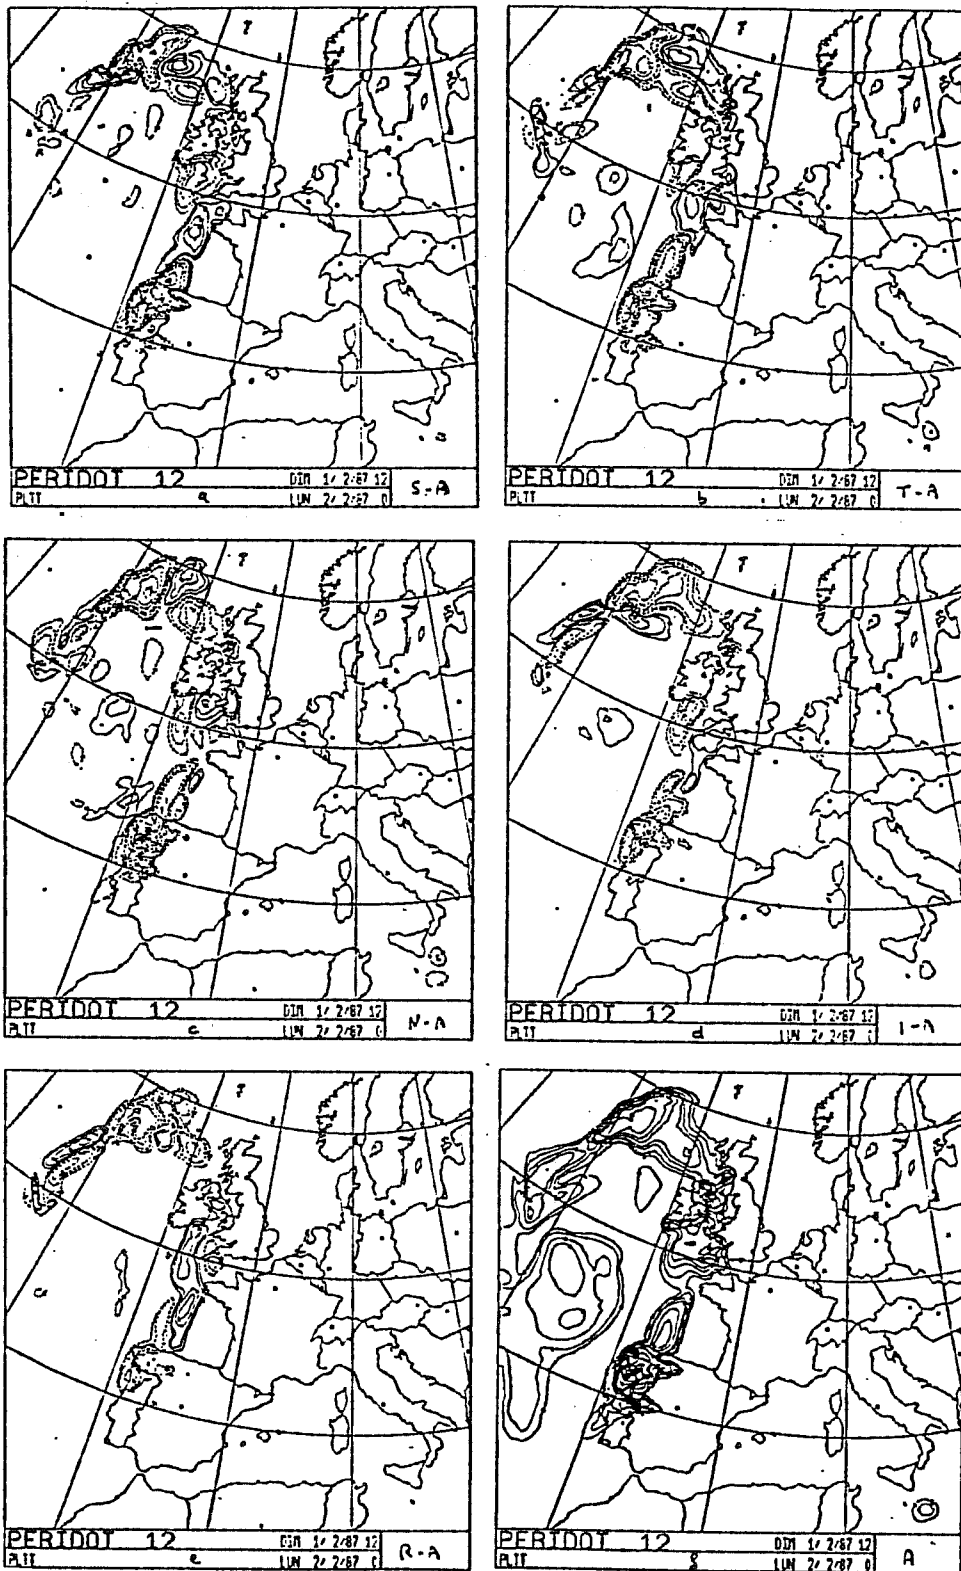 PERIDOT 12
DIM 1/ 2/87 12
PLTT
a
LUN 2/ 2/87 0
S-A
PERIDOT 12
DIM 1/ 2/87 12
PLTT
b
LUN 2/ 2/87 0
T-A
PERIDOT 12
DIM 1/ 2/87 12
PLTT
c
LUN 2/ 2/87 0
N-A
PERIDOT 12
DIM 1/ 2/87 12
PLTT
d
LUN 2/ 2/87 0
I-A
PERIDOT 12
DIM 1/ 2/87 12
PLTT
e
LUN 2/ 2/87 0
R-A
PERIDOT 12
DIM 1/ 2/87 12
PLTT
LUN 2/ 2/87 0
A